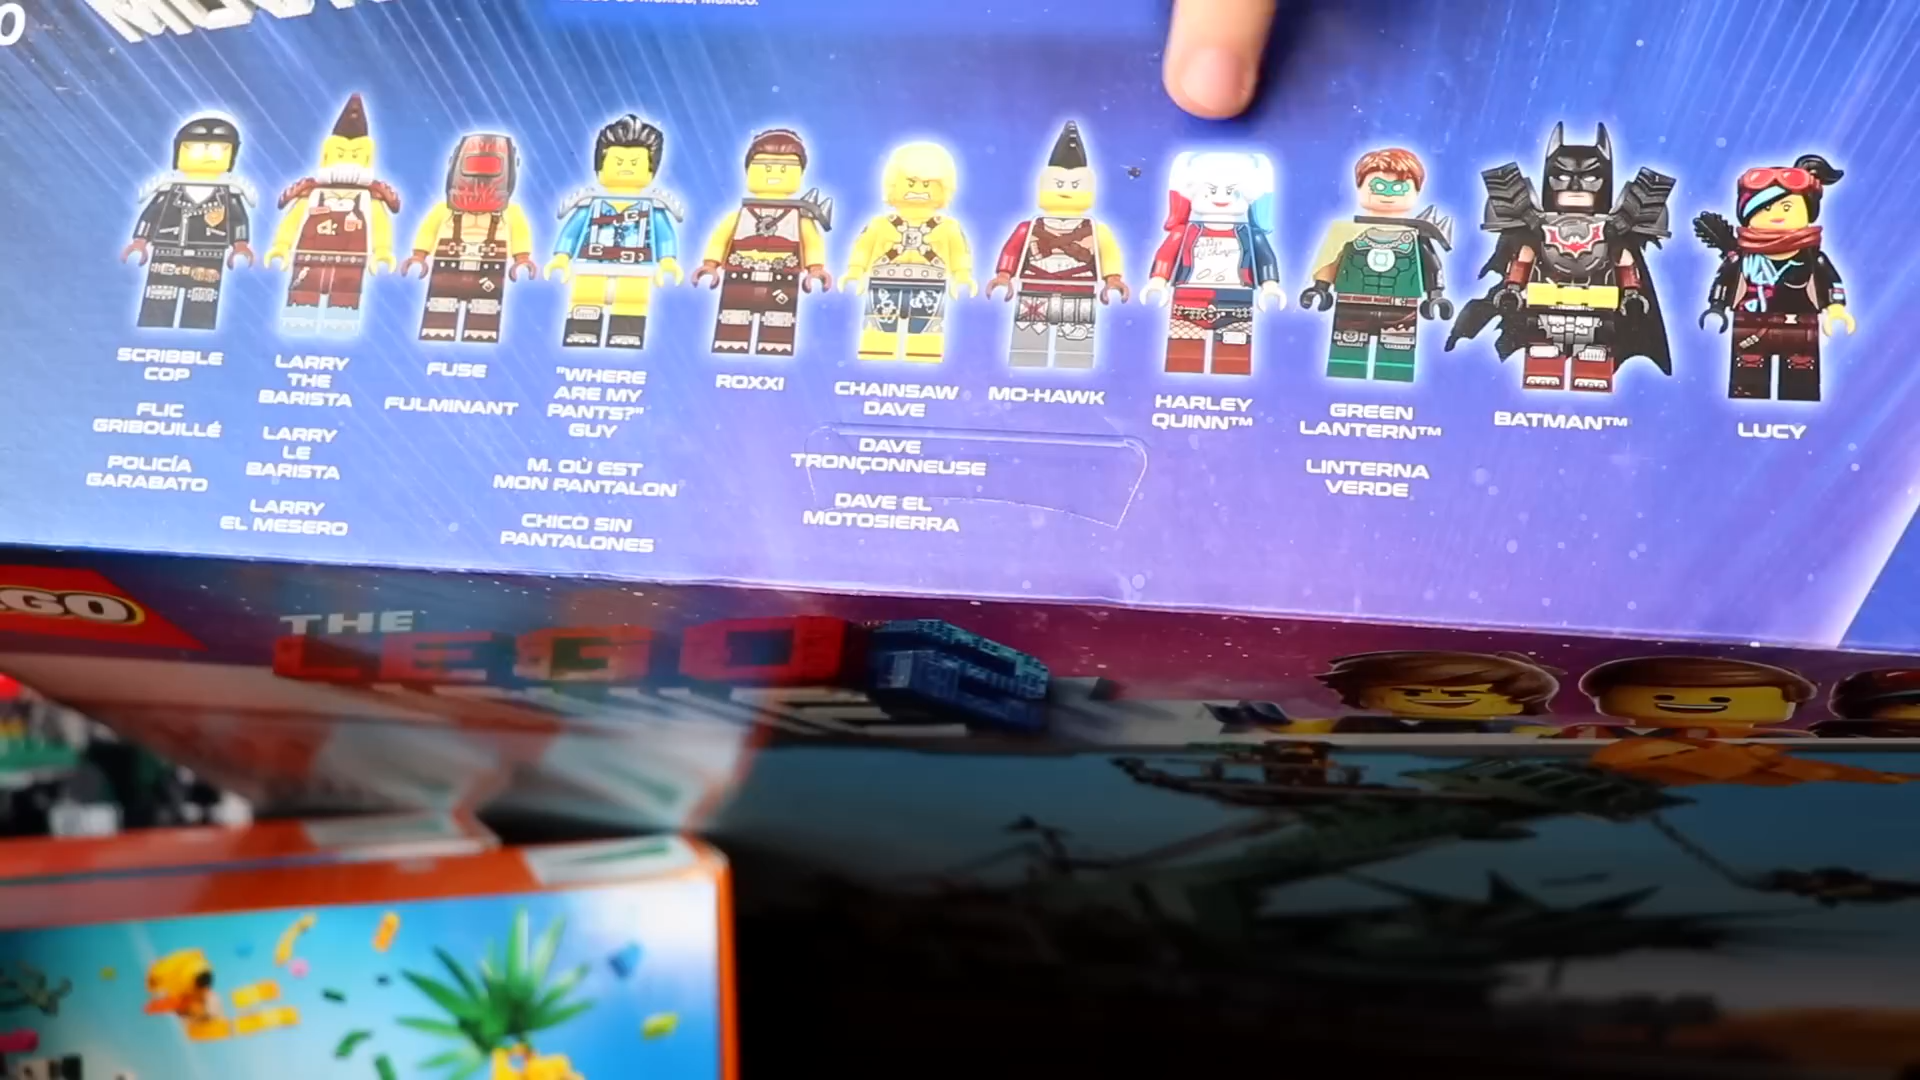 SCRIBBLE
COP
FLIC
GRIBOUILLÉ
POLICÍA
GARABATO
LARRY
THE
BARISTA
LARRY
LE
BARISTA
LARRY
EL MESERO
FUSE
FULMINANT
"WHERE
ARE MY
PANTS?"
GUY
M. OÙ EST
MON PANTALON
CHICO SIN
PANTALONES
ROXXI
CHAINSAW
DAVE
DAVE
TRONÇONNEUSE
DAVE EL
MOTOSIERRA
MO-HAWK
HARLEY
QUINN™
GREEN
LANTERN™
LINTERNA
VERDE
BATMAN™
LUCY
THE
LEGO